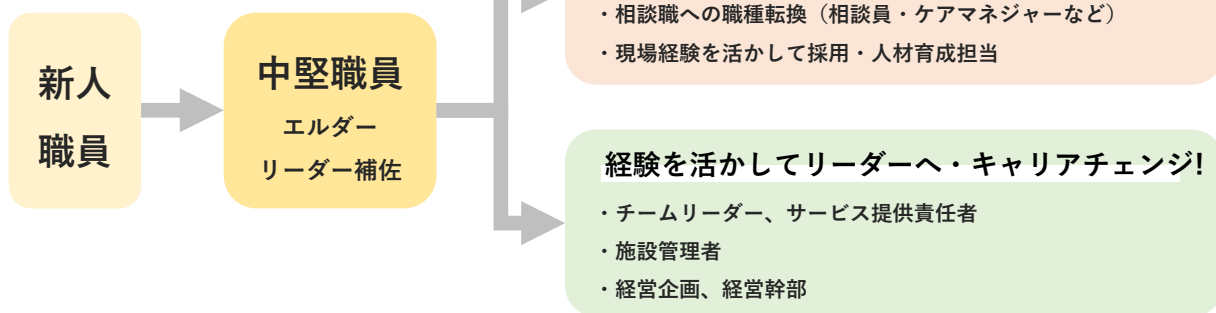 新人
職員
中堅職員
エルダー
リーダー補佐
・相談職への職種転換（相談員・ケアマネジャーなど）
・現場経験を活かして採用・人材育成担当
経験を活かしてリーダーへ・キャリアチェンジ!
・チームリーダー、サービス提供責任者
・施設管理者
・経営企画、経営幹部